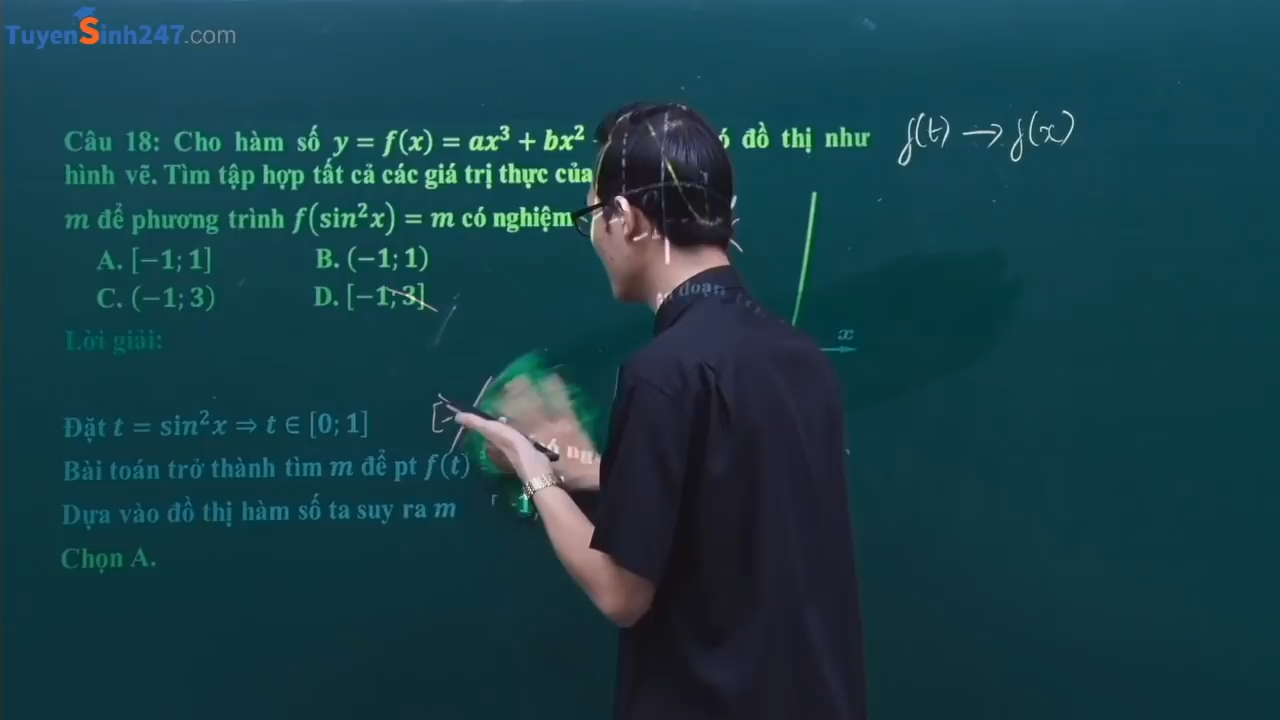 TuyenSinh247.com
Câu 18: Cho hàm số y = f(x) = ax³ + bx² đồ thị như
hình vẽ. Tìm tập hợp tất cả các giá trị thực của
m để phương trình f(sin²x) = m có nghiệm
A. [−1; 1] B. (−1; 1)
C. (−1; 3) D. [−1; 3]
Lời giải:
Đặt t = sin²x ⇒ t ∈ [0; 1]
Bài toán trở thành tìm m để pt f(t)
Dựa vào đồ thị hàm số ta suy ra m
Chọn A.
f(t) → f(x)
đoạn
x